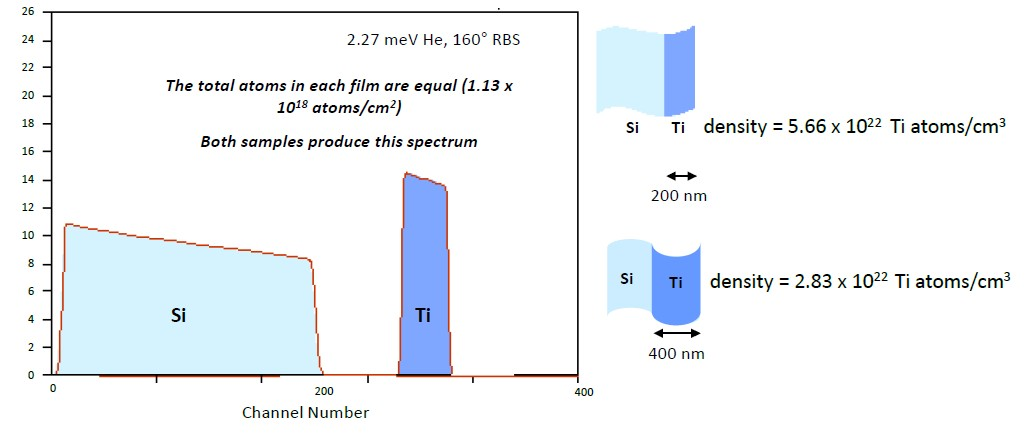 26
24
22
20
18
16
14
12
10
8
6
4
2
0
0
200
400
Channel Number
2.27 meV He, 160° RBS
The total atoms in each film are equal (1.13 x
10¹⁸ atoms/cm²)
Both samples produce this spectrum
Si
Ti
Si Ti density = 5.66 x 10²² Ti atoms/cm³
200 nm
Si Ti density = 2.83 x 10²² Ti atoms/cm³
400 nm